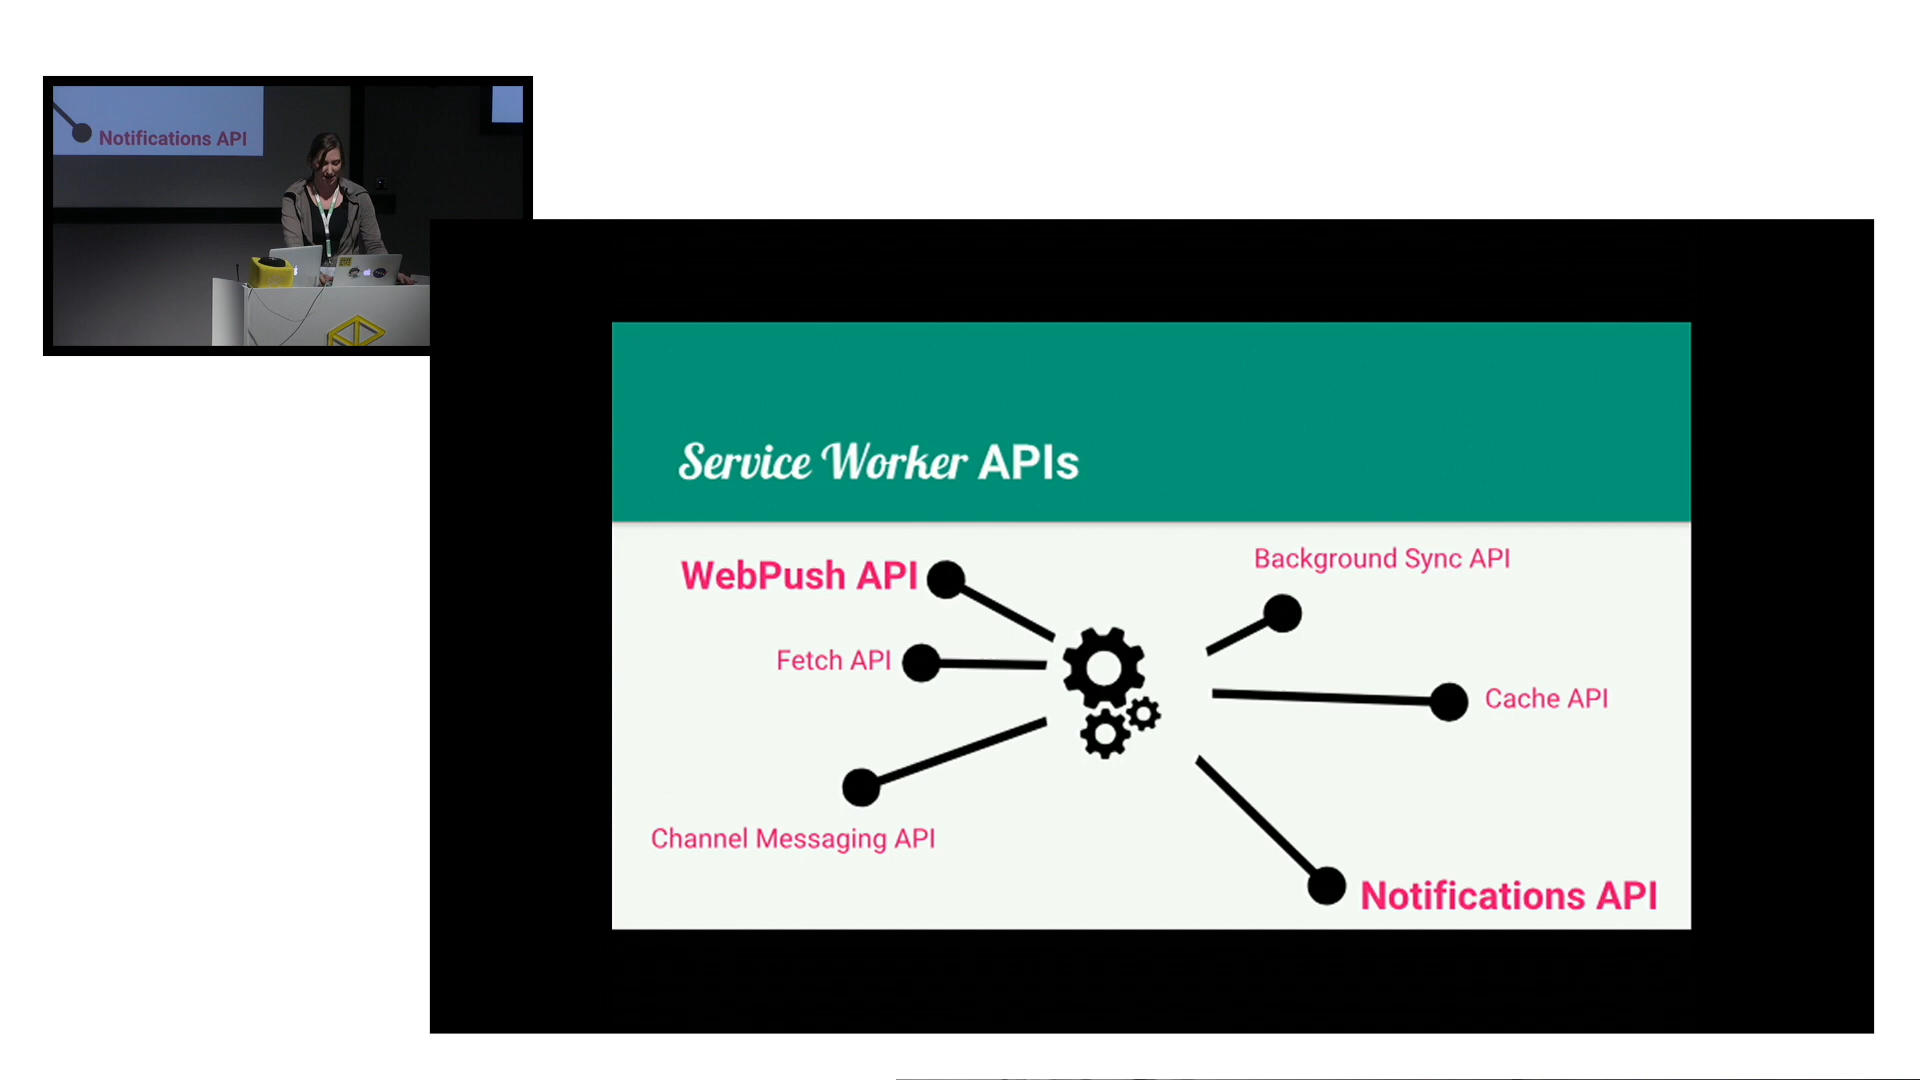 Notifications API
Service Worker APIs
WebPush API
Background Sync API
Fetch API
Cache API
Channel Messaging API
Notifications API